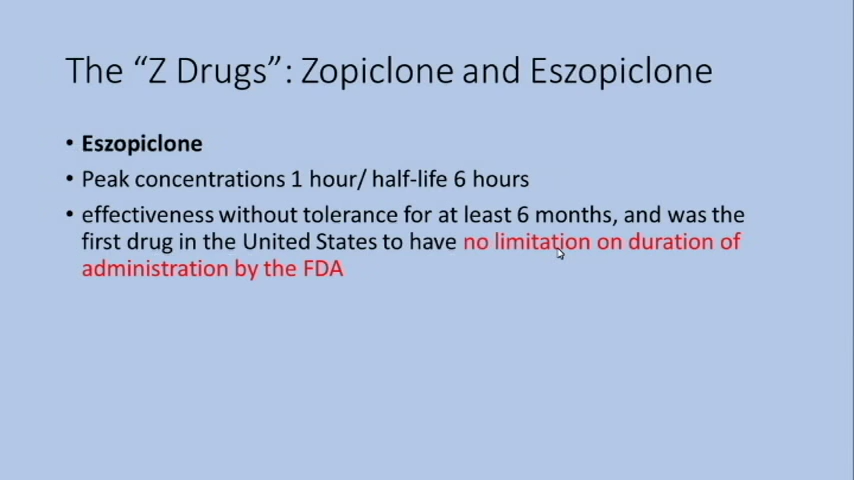 The “Z Drugs”: Zopiclone and Eszopiclone
• Eszopiclone
• Peak concentrations 1 hour/ half-life 6 hours
• effectiveness without tolerance for at least 6 months, and was the
first drug in the United States to have no limitation on duration of
administration by the FDA